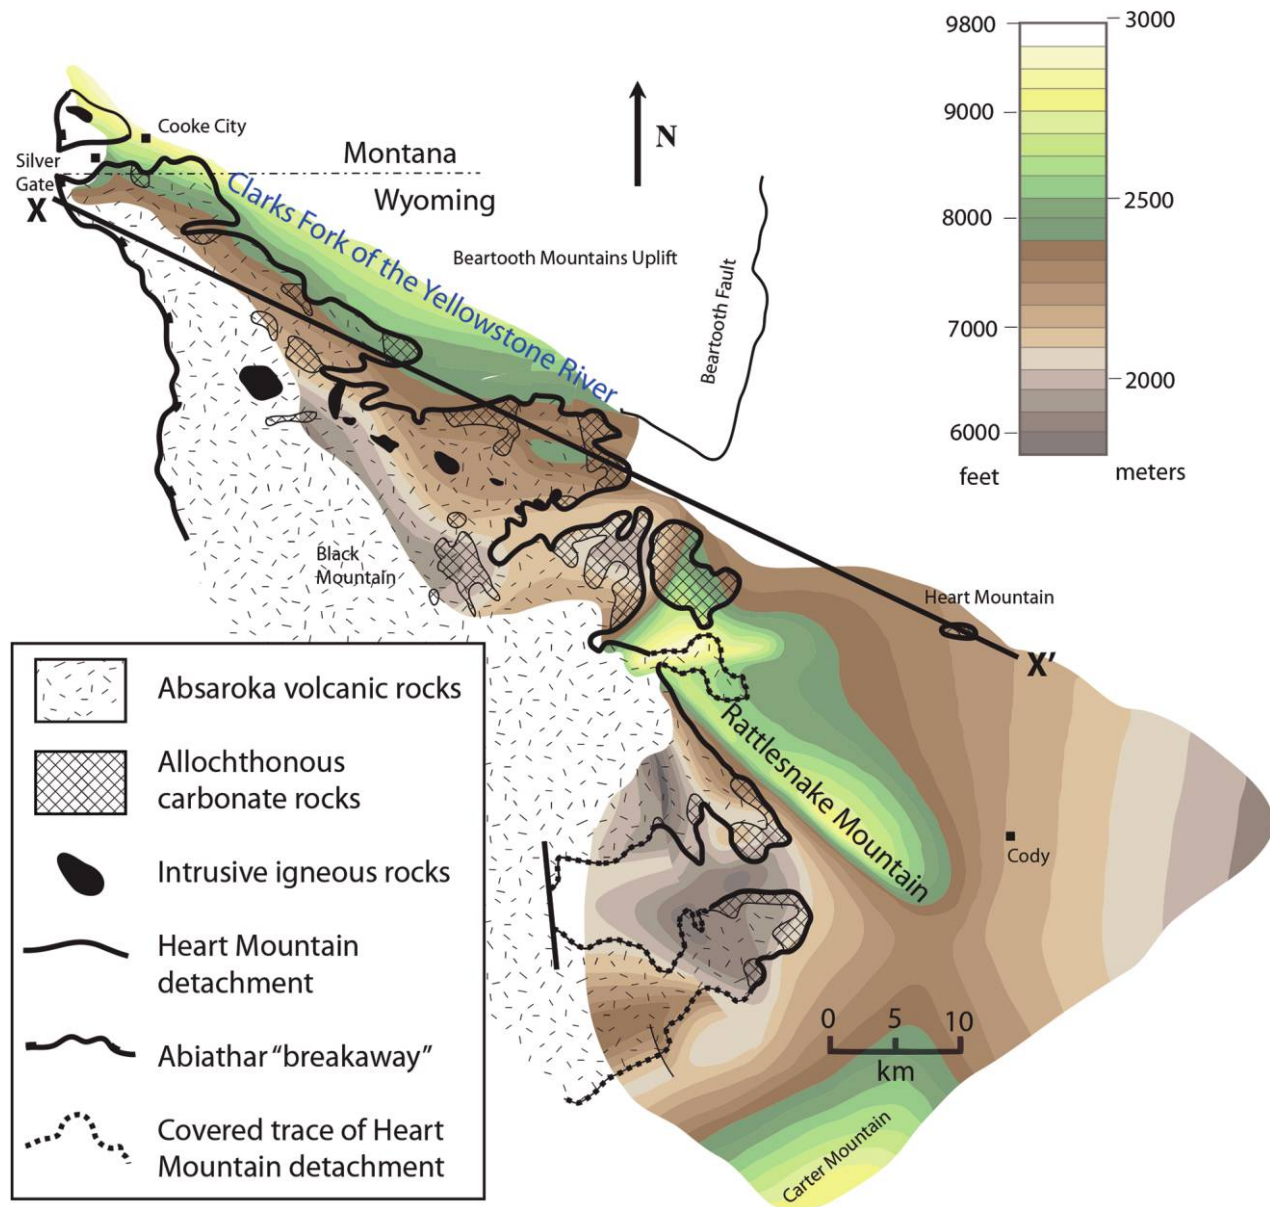 9800
3000
9000
8000
2500
7000
2000
6000
feet
meters
N
Cooke City
Silver
Gate
Montana
Wyoming
X
Clarks Fork of the Yellowstone River
Beartooth Mountains Uplift
Beartooth Fault
Black
Mountain
Heart Mountain
X'
Rattlesnake Mountain
Cody
0 5 10
km
Carter Mountain
Absaroka volcanic rocks
Allochthonous
carbonate rocks
Intrusive igneous rocks
Heart Mountain
detachment
Abiathar “breakaway”
Covered trace of Heart
Mountain detachment